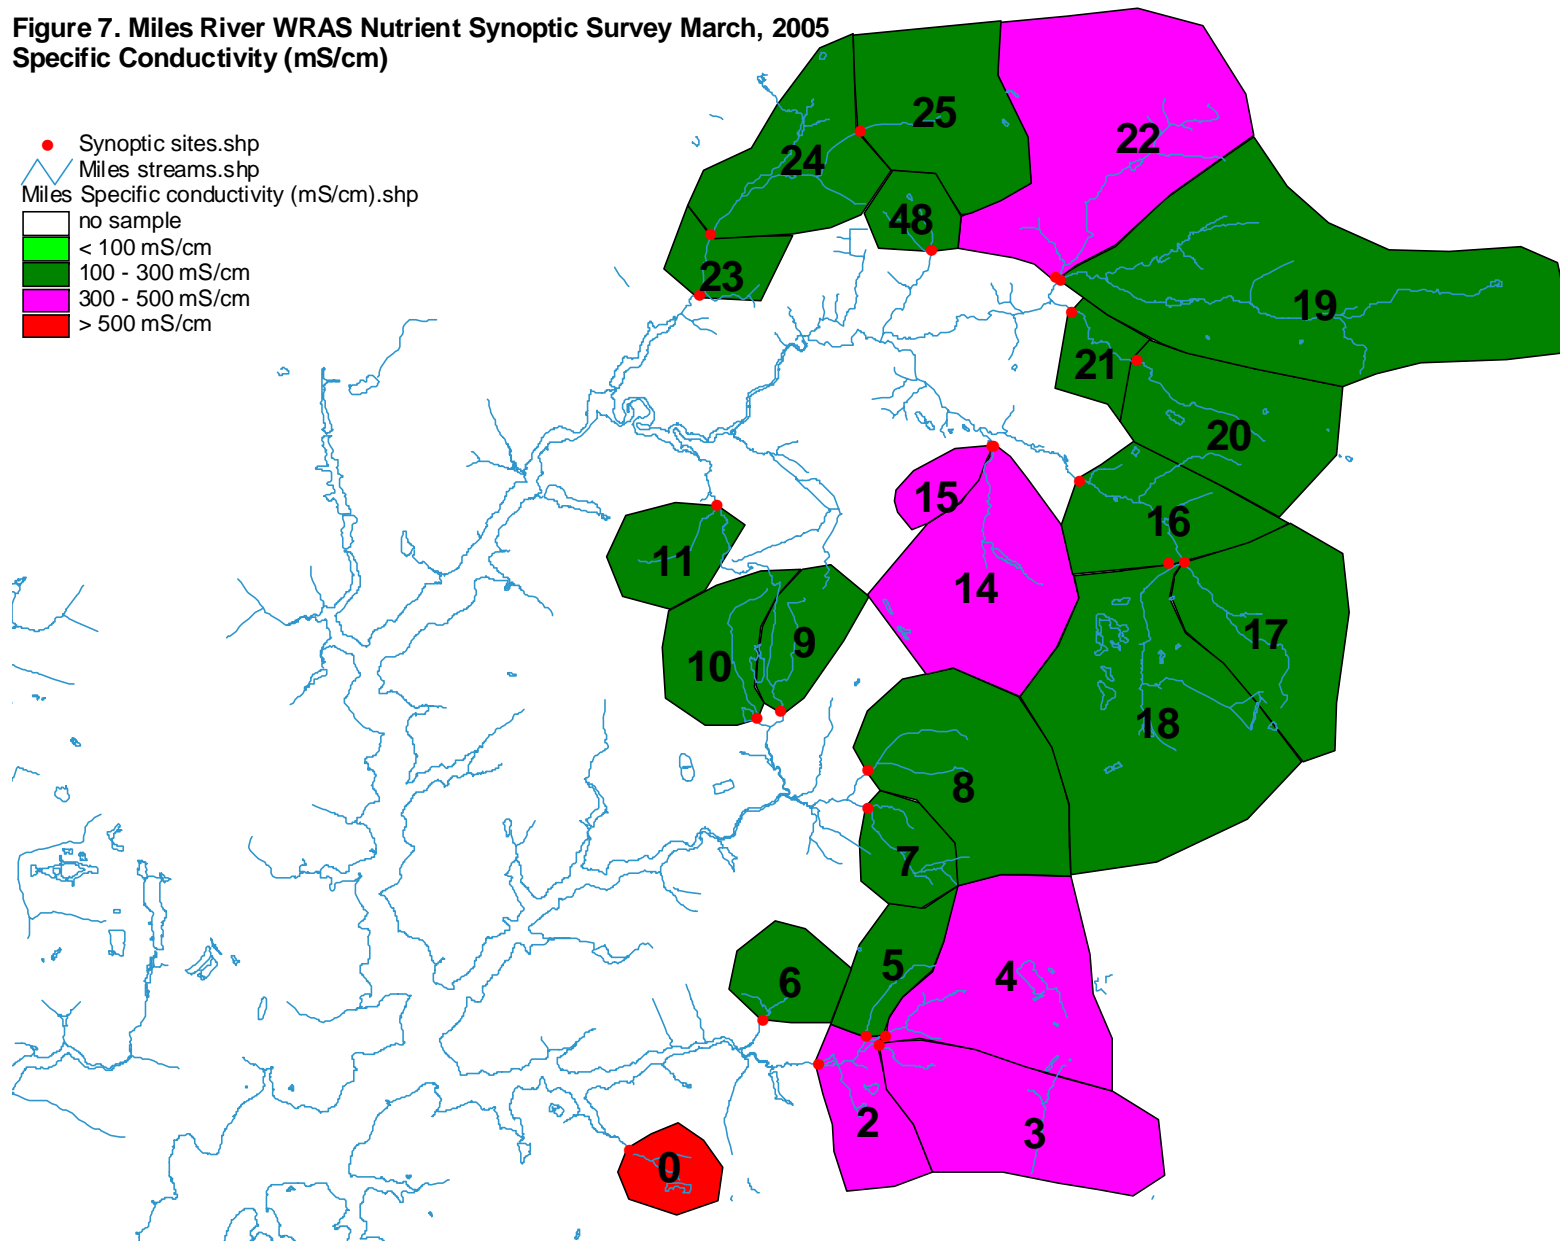 Figure 7. Miles River WRAS Nutrient Synoptic Survey March, 2005
Specific Conductivity (mS/cm)
Synoptic sites.shp
Miles streams.shp
Miles Specific conductivity (mS/cm).shp
no sample
< 100 mS/cm
100 - 300 mS/cm
300 - 500 mS/cm
> 500 mS/cm
25
22
24
48
23
19
21
20
15
16
11
14
17
9
10
18
8
7
5
4
6
2
3
0